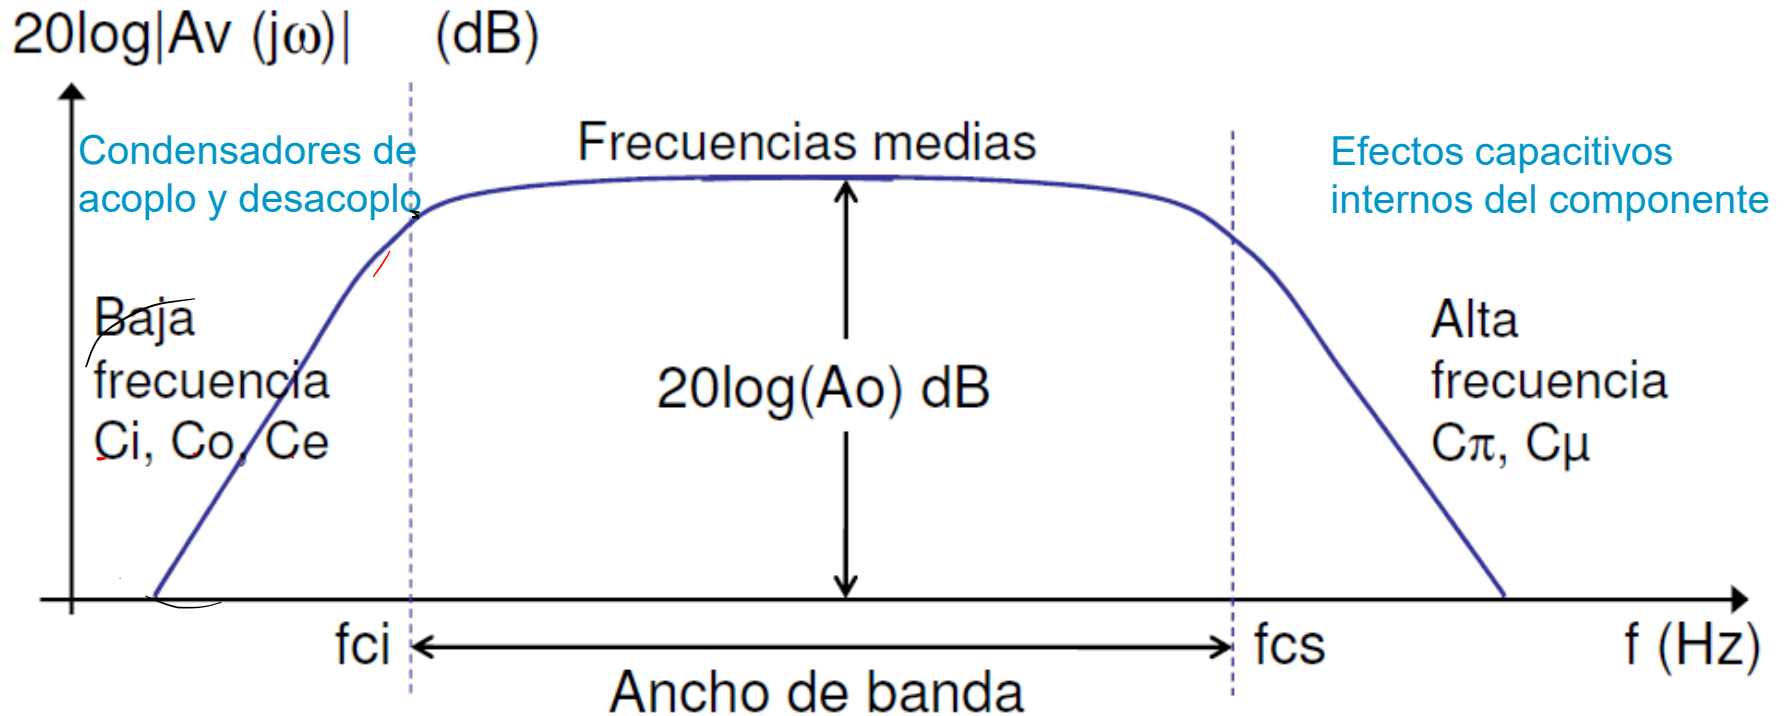 20log|Av (jω)| (dB)
Condensadores de
acoplo y desacoplo
Frecuencias medias
Efectos capacitivos
internos del componente
Baja
frecuencia
Ci, Co, Ce
20log(Ao) dB
Alta
frecuencia
Cπ, Cμ
fci
fcs
f (Hz)
Ancho de banda